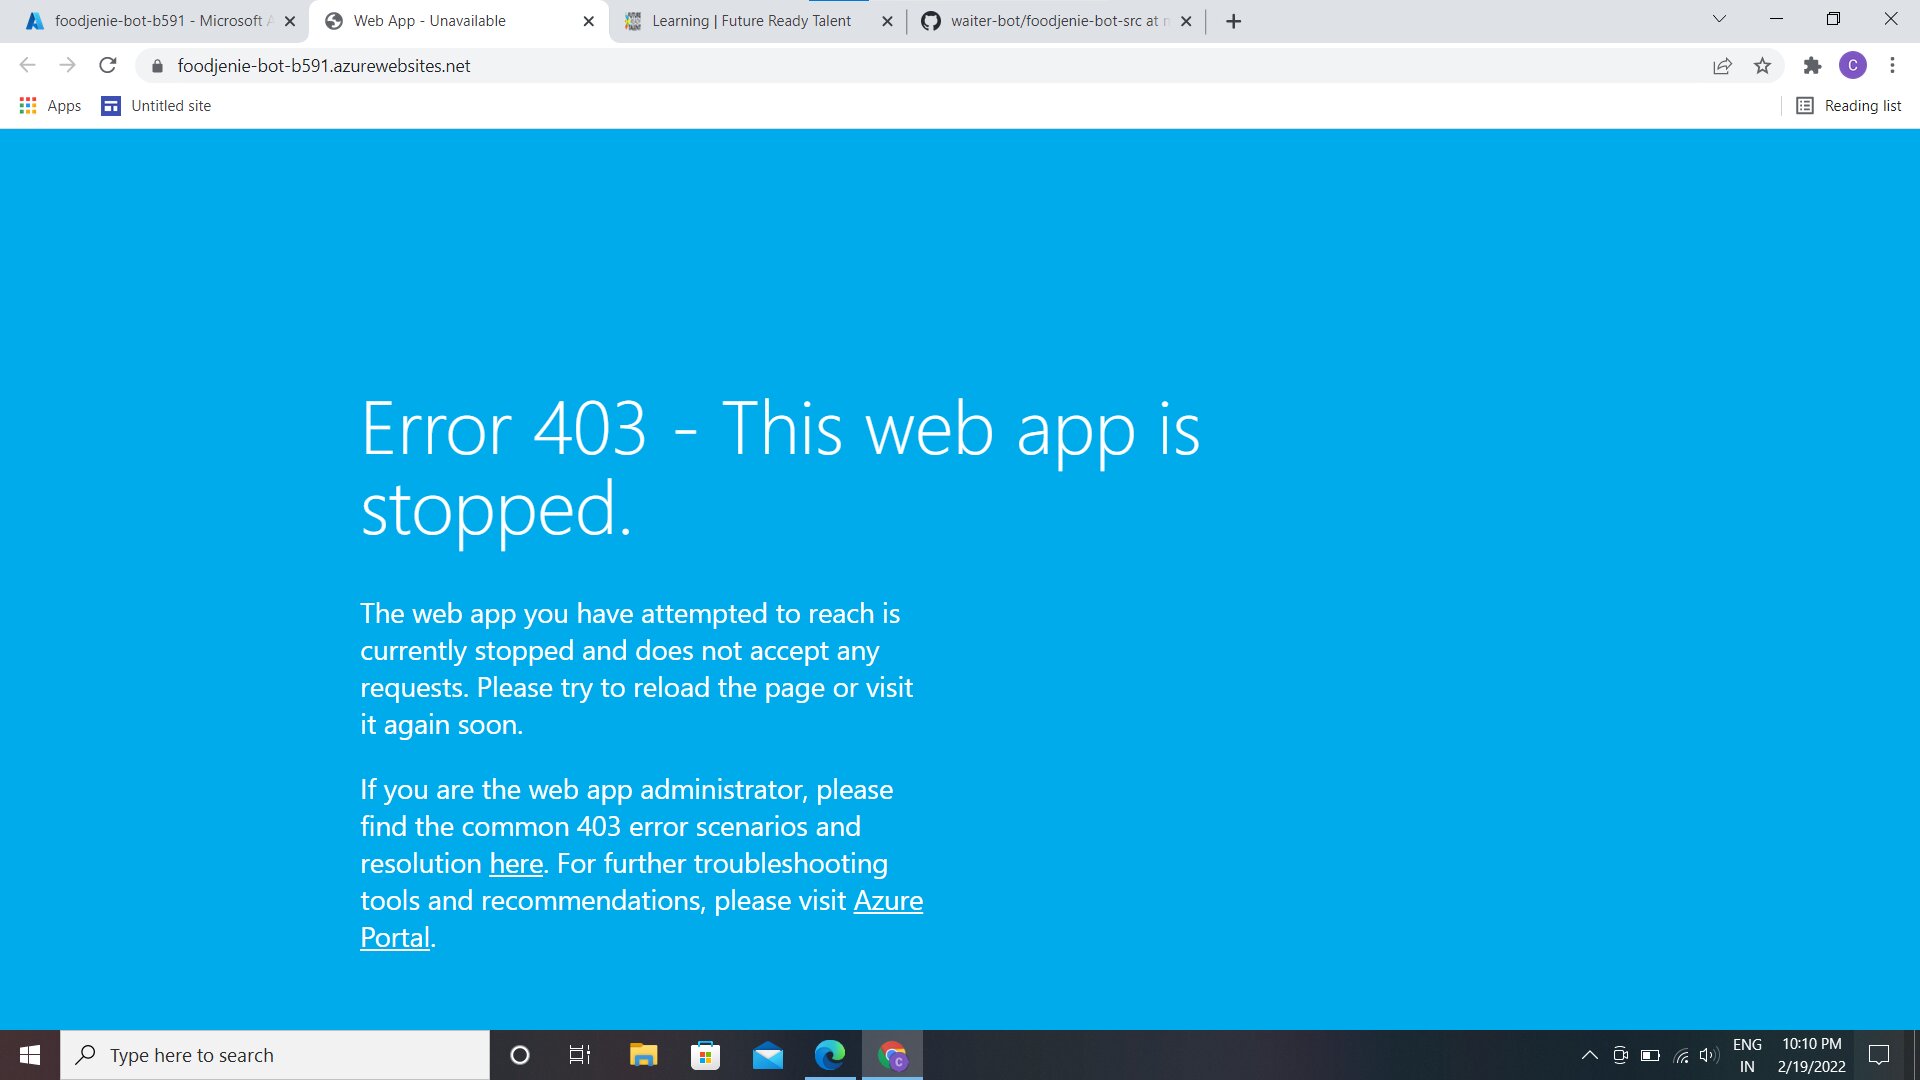 foodjenie-bot-b591 - Microsoft A
Web App - Unavailable
Learning | Future Ready Talent
waiter-bot/foodjenie-bot-src at m
foodjenie-bot-b591.azurewebsites.net
C
Apps
Untitled site
Reading list
Error 403 - This web app is
stopped.
The web app you have attempted to reach is
currently stopped and does not accept any
requests. Please try to reload the page or visit
it again soon.
If you are the web app administrator, please
find the common 403 error scenarios and
resolution here. For further troubleshooting
tools and recommendations, please visit Azure
Portal.
Type here to search
C
ENG
IN
10:10 PM
2/19/2022